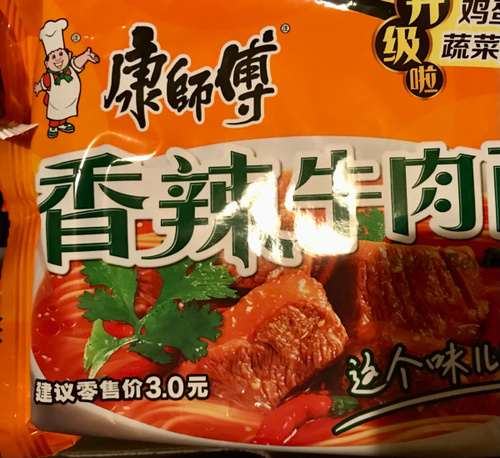 康師傅
升级啦
鸡蛋
蔬菜
香辣牛肉面
建议零售价3.0元
这个味儿